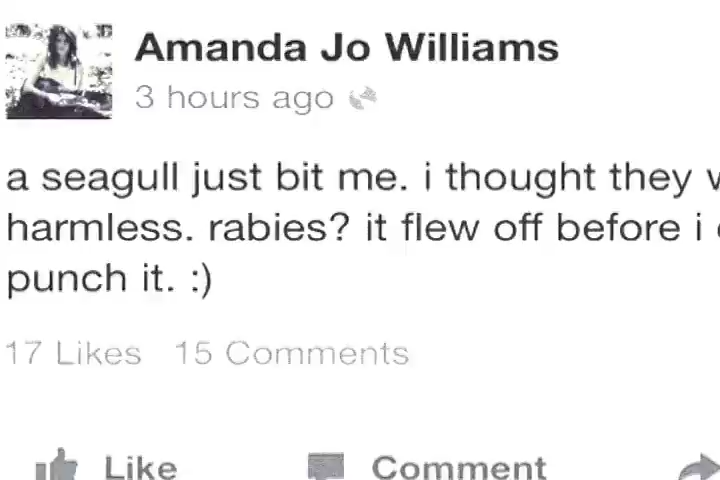 Amanda Jo Williams
3 hours ago
a seagull just bit me. i thought they
harmless. rabies? it flew off before i
punch it. :)
17 Likes 15 Comments
Like Comment